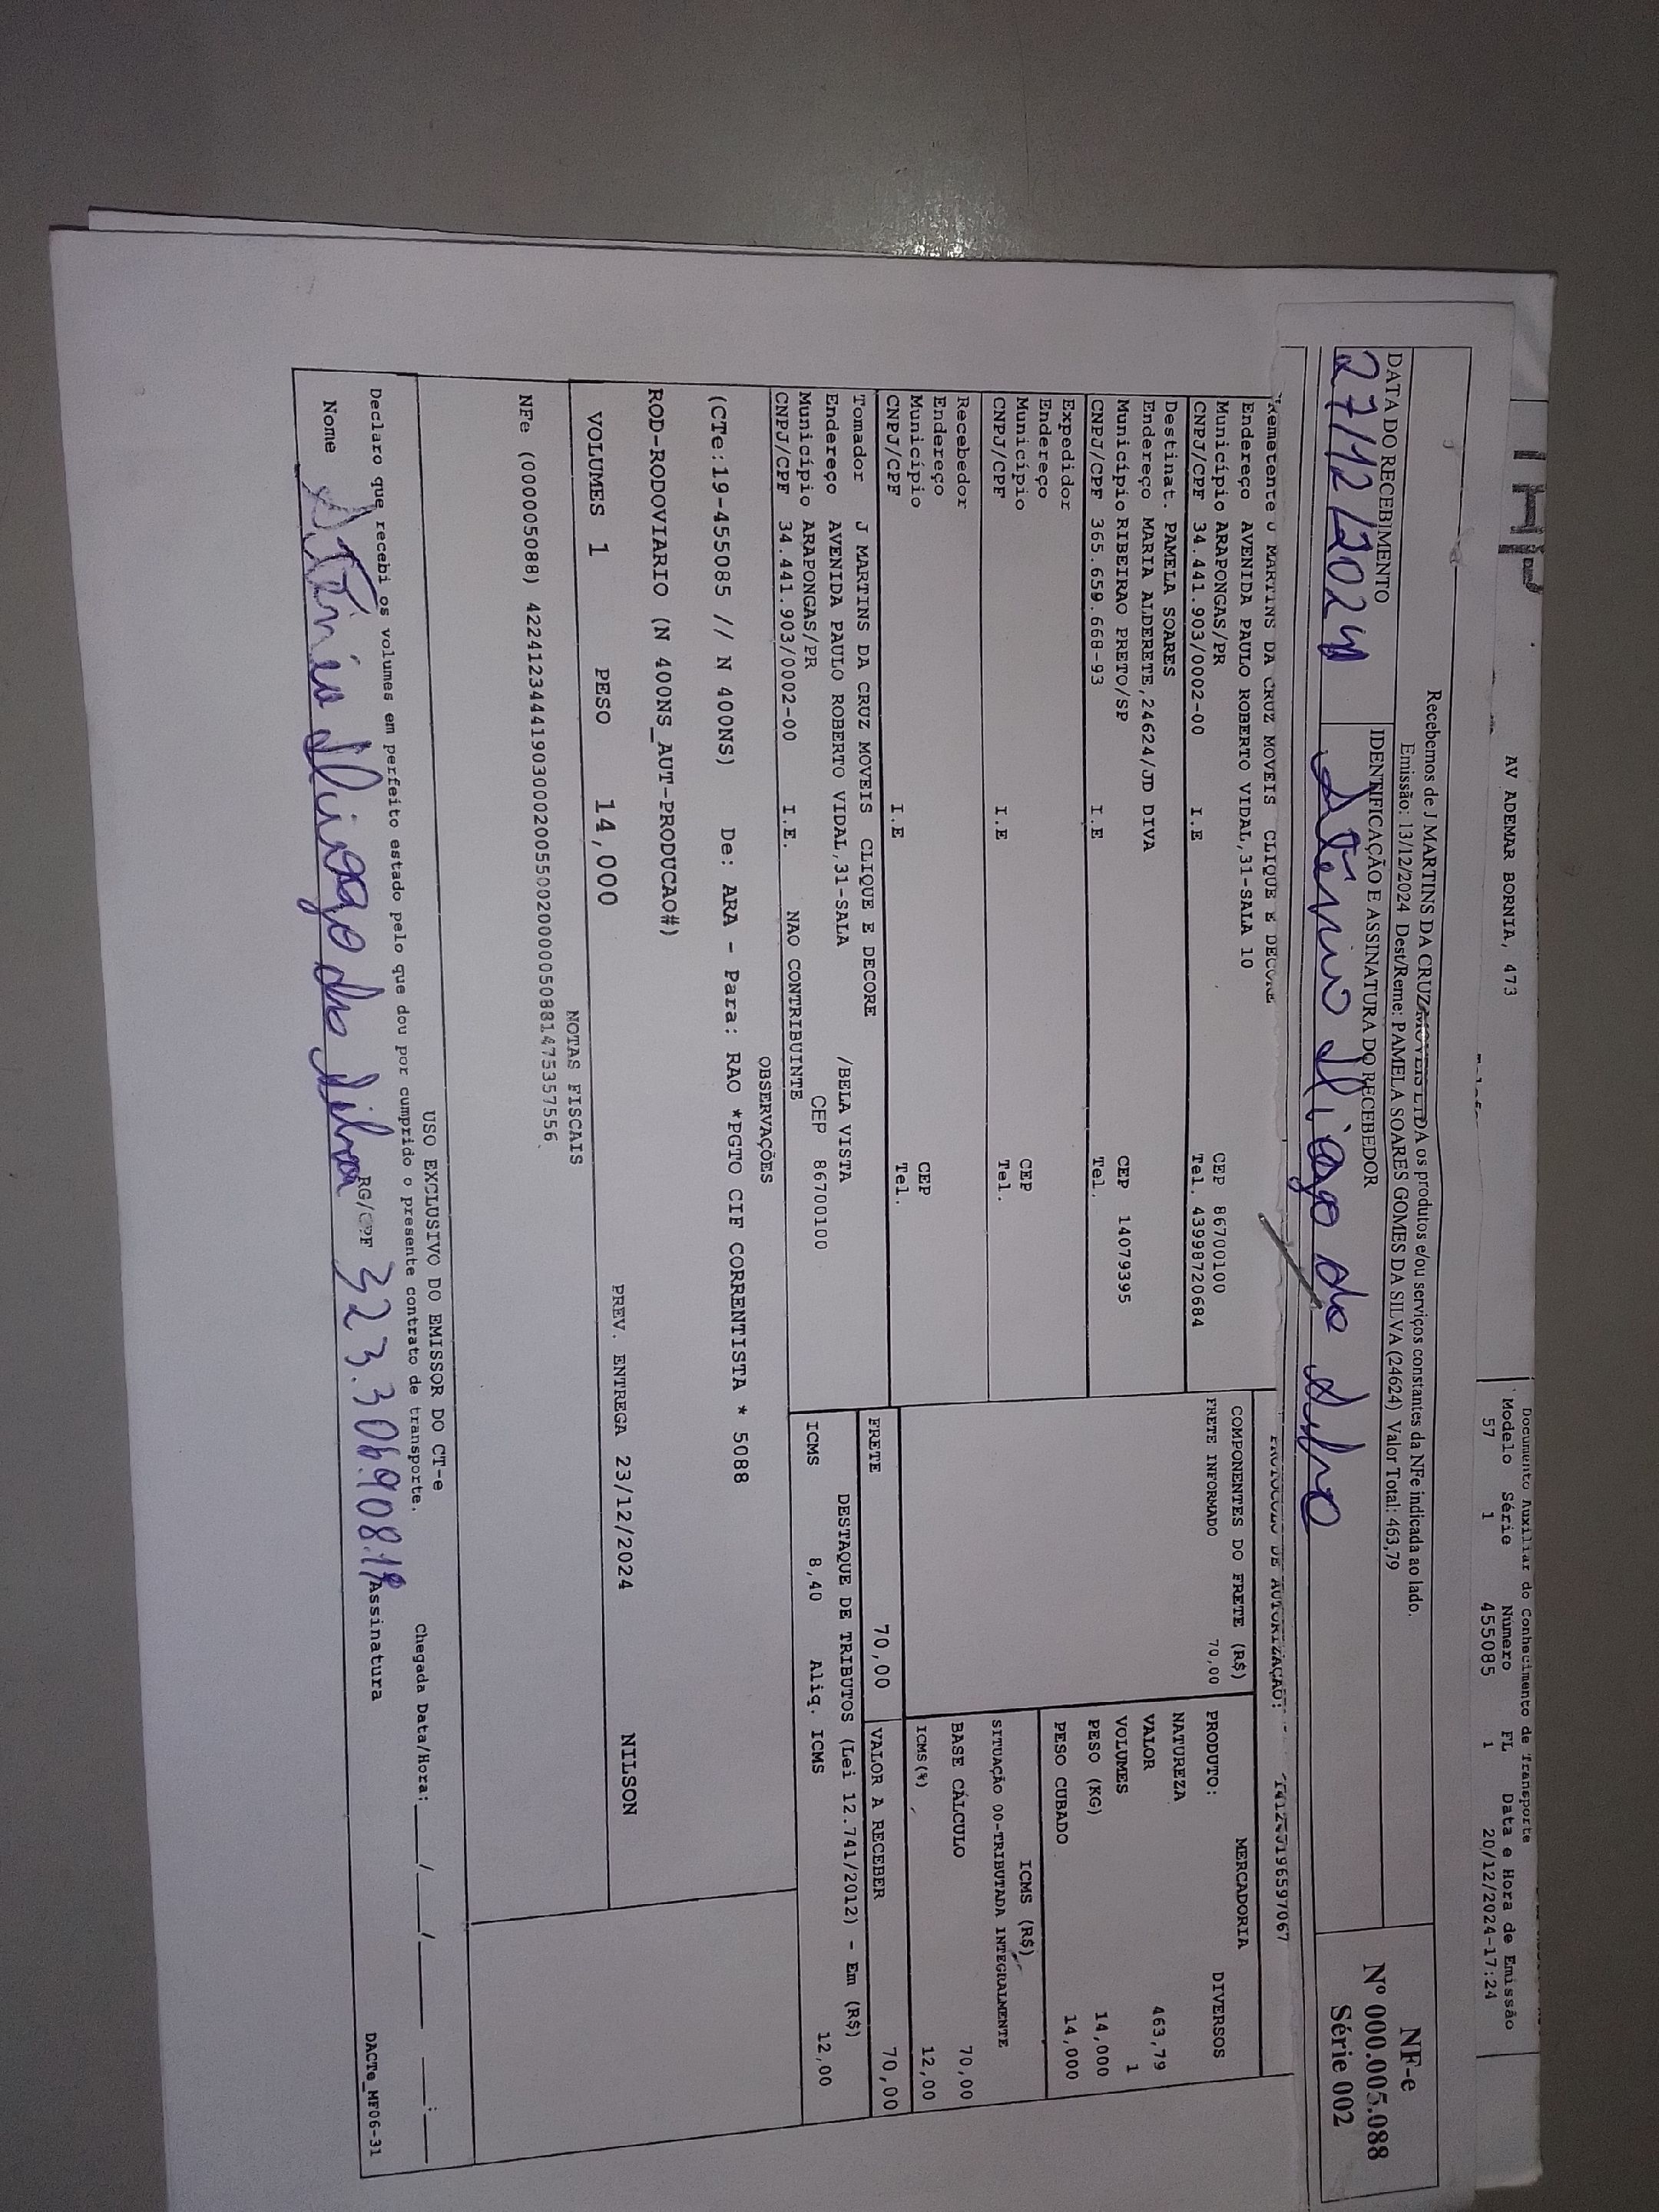 AV ADEMAR BORNIA, 473
Documento Auxiliar do Conhecimento de Transporte
Modelo Série Número FL Data e Hora de Emissão
57 1 455085 1 20/12/2024-17:24
Recebemos de J MARTINS DA CRUZ MOVEIS LTDA os produtos e/ou serviços constantes da NFe indicada ao lado.
Emissão: 13/12/2024 Dest/Reme: PAMELA SOARES GOMES DA SILVA (24624) Valor Total: 463,79
DATA DO RECEBIMENTO
IDENTIFICAÇÃO E ASSINATURA DO RECEBEDOR
27/12/2024
NF-e
Nº 000.005.088
Série 002
PROTOCOLO DE AUTORIZAÇÃO:
Remetente J MARTINS DA CRUZ MOVEIS CLIQUE E DECORE
Endereço AVENIDA PAULO ROBERTO VIDAL,31-SALA 10
Município ARAPONGAS/PR CEP 86700100
CNPJ/CPF 34.441.903/0002-00 I.E Tel. 43998720684
Destinat. PAMELA SOARES
Endereço MARIA ALDERETE,24624/JD DIVA
Município RIBEIRAO PRETO/SP CEP 14079395
CNPJ/CPF 365.659.668-93 I.E Tel.
Expedidor
Endereço
Município CEP
CNPJ/CPF I.E Tel.
Recebedor
Endereço
Município CEP
CNPJ/CPF I.E Tel.
Tomador J MARTINS DA CRUZ MOVEIS CLIQUE E DECORE
Endereço AVENIDA PAULO ROBERTO VIDAL,31-SALA /BELA VISTA
Município ARAPONGAS/PR CEP 86700100
CNPJ/CPF 34.441.903/0002-00 I.E. NAO CONTRIBUINTE
COMPONENTES DO FRETE (R$)
FRETE INFORMADO 70,00
MERCADORIA
PRODUTO: DIVERSOS
NATUREZA
VALOR 463,79
VOLUMES 1
PESO (KG) 14,000
PESO CUBADO 14,000
ICMS (R$)
SITUAÇÃO 00-TRIBUTADA INTEGRALMENTE
BASE CÁLCULO 70,00
ICMS(%) 12,00
FRETE 70,00 VALOR A RECEBER 70,00
DESTAQUE DE TRIBUTOS (Lei 12.741/2012) - Em (R$)
ICMS 8,40 Aliq. ICMS 12,00
OBSERVAÇÕES
(CTe:19-455085 // N 400NS) De: ARA - Para: RAO *PGTO CIF CORRENTISTA * 5088
ROD-RODOVIARIO (N 400NS_AUT-PRODUCAO#)
VOLUMES 1 PESO 14,000 PREV. ENTREGA 23/12/2024 NILSON
NOTAS FISCAIS
NFe (000005088) 42241234441903000200550020000050881475357556
USO EXCLUSIVO DO EMISSOR DO CT-e
Declaro que recebi os volumes em perfeito estado pelo que dou por cumprido o presente contrato de transporte.
Chegada Data/Hora:___/___/_____ ___:___
Nome RG/CPF Assinatura
DACTe_MF06-31